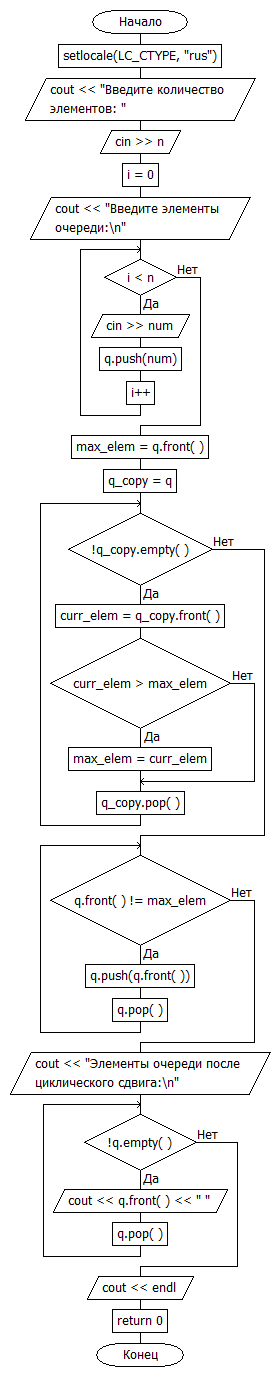 Начало
setlocale(LC_CTYPE, "rus")
cout << "Введите количество
элементов: "
cin >> n
i = 0
cout << "Введите элементы
очереди:\n"
i < n
Нет
Да
cin >> num
q.push(num)
i++
max_elem = q.front( )
q_copy = q
!q_copy.empty( )
Нет
Да
curr_elem = q_copy.front( )
curr_elem > max_elem
Нет
Да
max_elem = curr_elem
q_copy.pop( )
q.front( ) != max_elem
Нет
Да
q.push(q.front( ))
q.pop( )
cout << "Элементы очереди после
циклического сдвига:\n"
!q.empty( )
Нет
Да
cout << q.front( ) << " "
q.pop( )
cout << endl
return 0
Конец